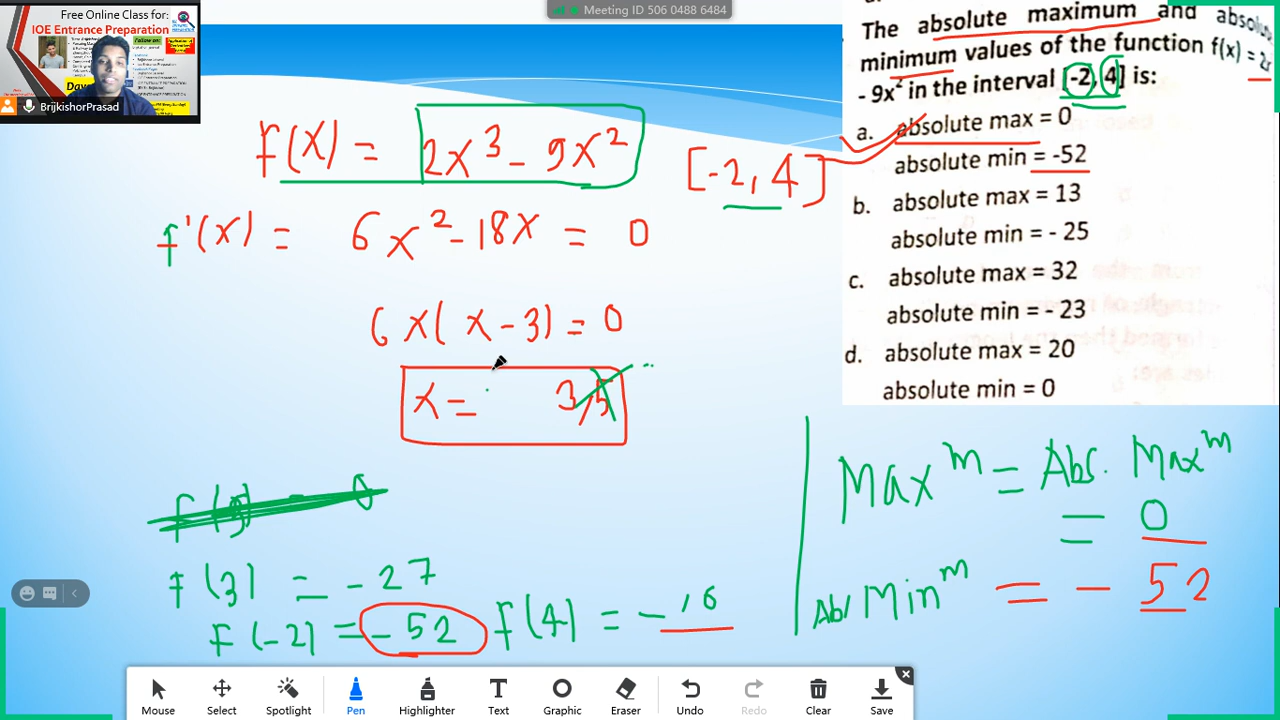 Free Online Class for:
IOE Entrance Preparation
Follow on:
BrijkishorPrasad
Meeting ID 506 0488 6484
The absolute maximum and absolute
minimum values of the function f(x) = 2x
- 9x² in the interval [-2, 4] is:
a. absolute max = 0
absolute min = -52
b. absolute max = 13
absolute min = - 25
c. absolute max = 32
absolute min = - 23
d. absolute max = 20
absolute min = 0
f(x) = 2x³ - 9x² [-2, 4]
f'(x) = 6x² - 18x = 0
6x(x - 3) = 0
x = 3,
f(3) = -27
f(-2) = -52 f(4) = -16
Maxᵐ = Abs. Maxᵐ
= 0
Abs Minᵐ = - 52
Mouse Select Spotlight Pen Highlighter Text Graphic Eraser Undo Redo Clear Save